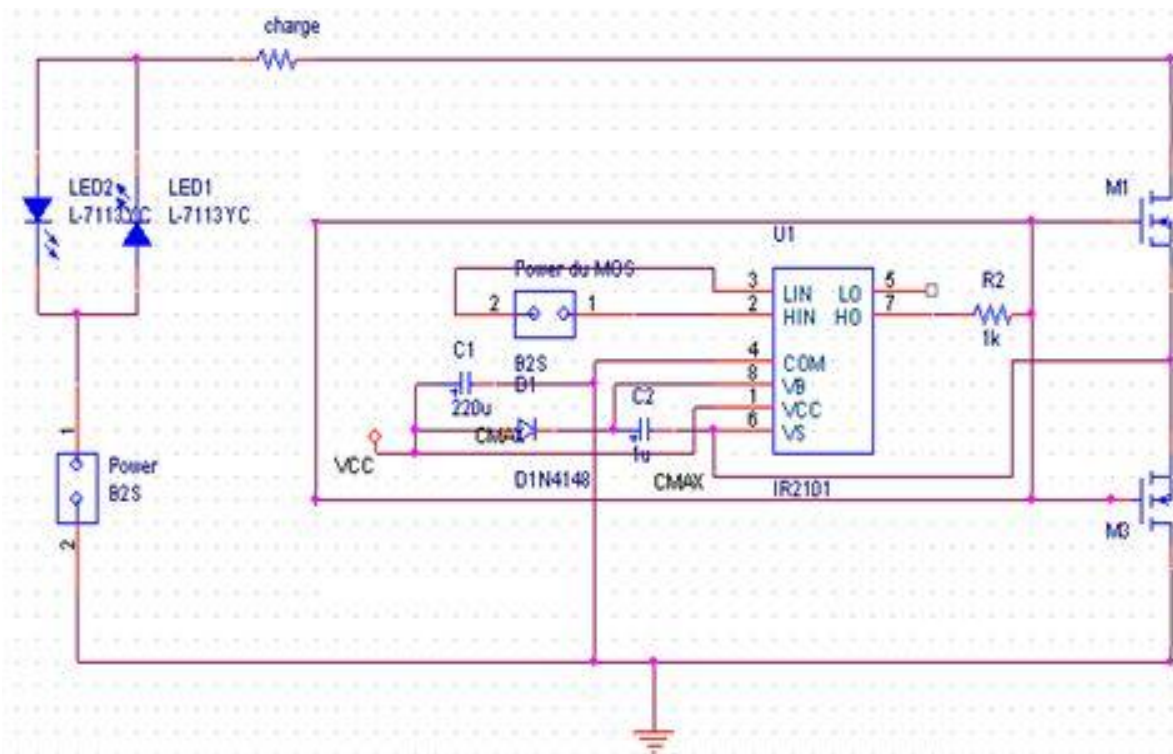 charge
LED2 LED1
L-7113YC L-7113YC
M1
U1
Power du MOS
3 LIN LO 5
2 1 2 HIN HO 7
R2
1k
C1
4 COM
B2S
8 VB
D1
220u
C2
1 VCC
6 VS
CMAX
1u
1
Power
B2S
VCC
D1N4148
CMAX
IR2101
M3
2